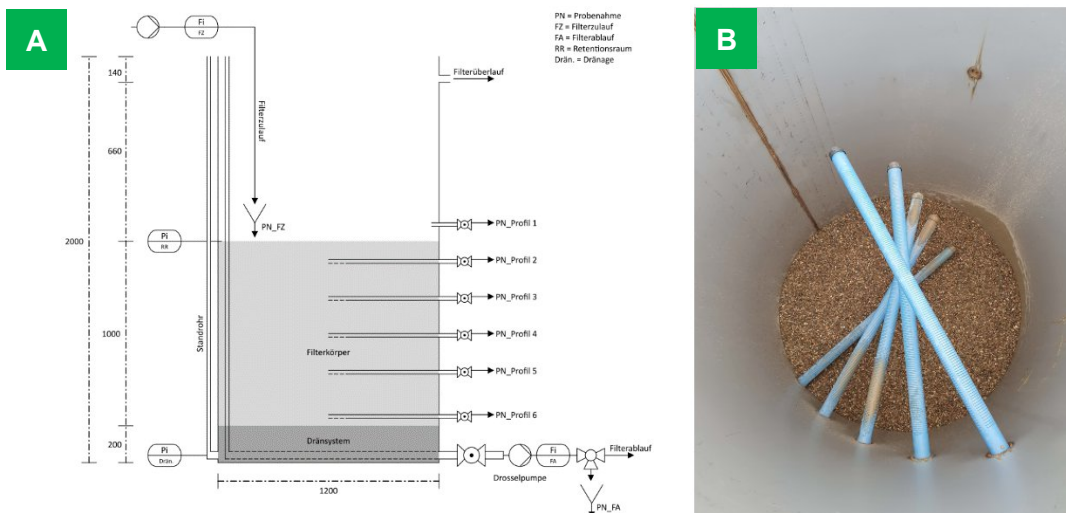 A
Fi
FZ
PN = Probenahme
FZ = Filterzulauf
FA = Filterablauf
RR = Retentionsraum
Drän. = Dränage
B
140
Filterüberlauf
Filterzulauf
660
PN_Profil 1
PN_FZ
2000
Pi
RR
PN_Profil 2
PN_Profil 3
Standrohr
1000
PN_Profil 4
Filterkörper
PN_Profil 5
PN_Profil 6
200
Dränsystem
Pi
Drän.
Fi
FA
Filterablauf
Drosselpumpe
1200
PN_FA